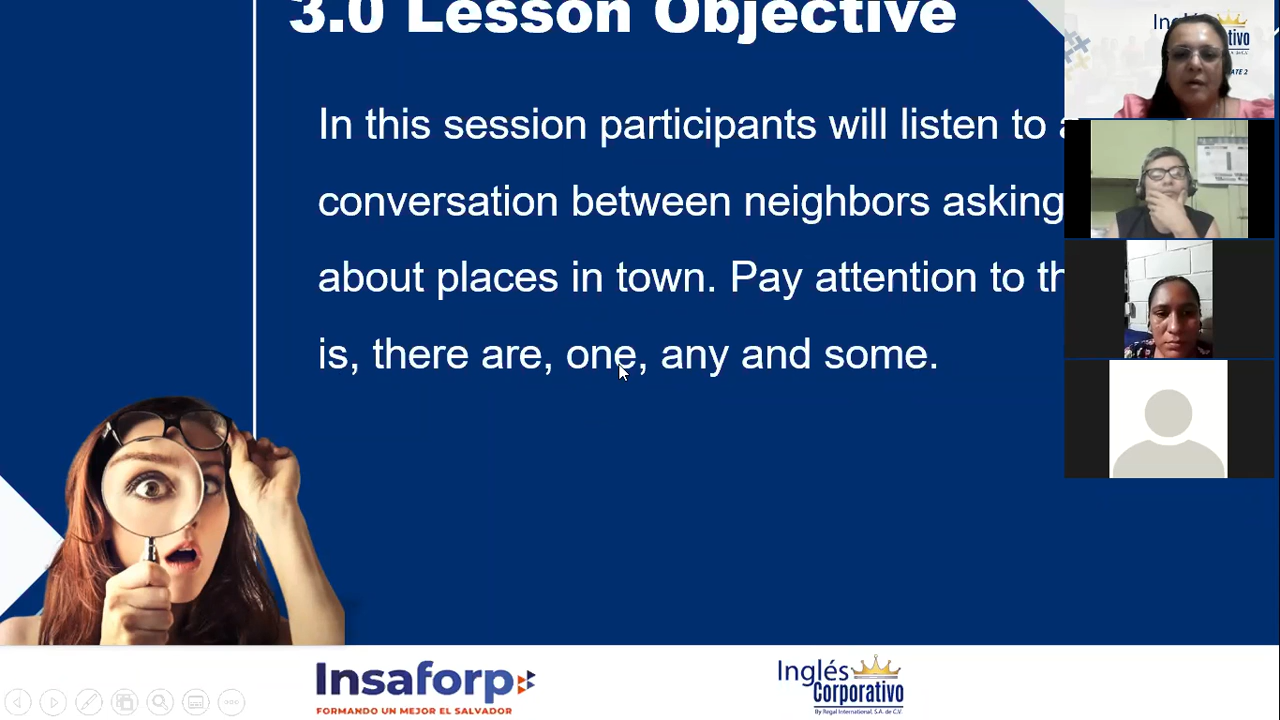 3.0 Lesson Objective
In this session participants will listen to a
conversation between neighbors asking
about places in town. Pay attention to th
is, there are, one, any and some.
Insaforp
FORMANDO UN MEJOR EL SALVADOR
Inglés
Corporativo
By Regal International, S.A. de C.V.